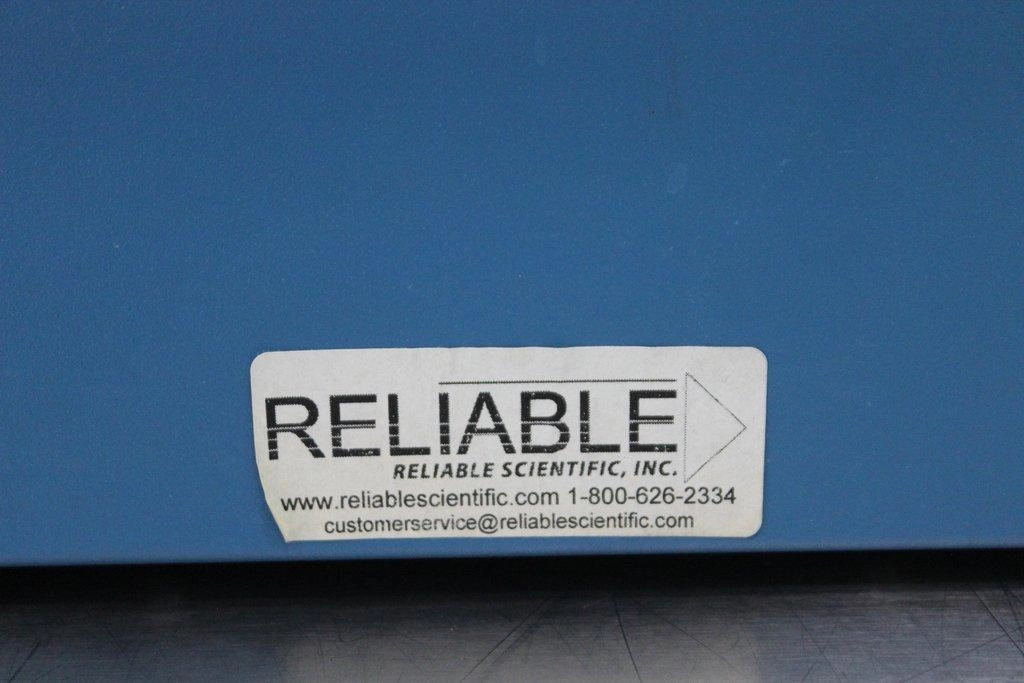 RELIABLE
RELIABLE SCIENTIFIC, INC.
www.reliablescientific.com 1-800-626-2334
customerservice@reliablescientific.com